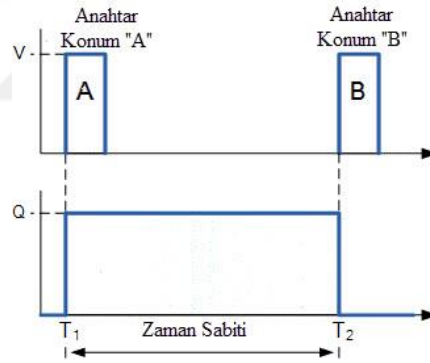 Anahtar
Konum "A"
Anahtar
Konum "B"
V
A
B
Q
T1
Zaman Sabiti
T2